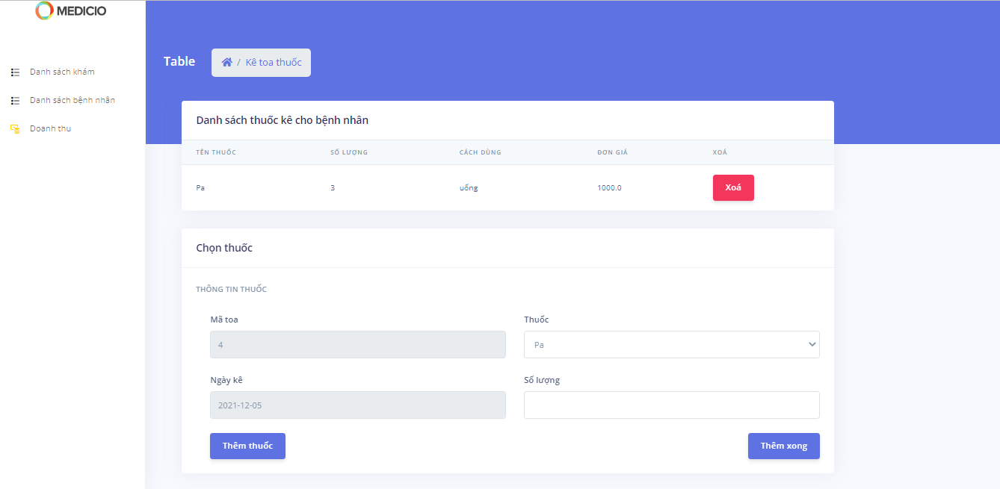 MEDICIO
Danh sách khám
Danh sách bệnh nhân
Doanh thu
Table
/ Kê toa thuốc
Danh sách thuốc kê cho bệnh nhân
TÊN THUỐC SỐ LƯỢNG CÁCH DÙNG ĐƠN GIÁ XOÁ
Pa 3 uống 1000.0 Xoá
Chọn thuốc
THÔNG TIN THUỐC
Mã toa Thuốc
4 Pa
Ngày kê Số lượng
2021-12-05
Thêm thuốc Thêm xong